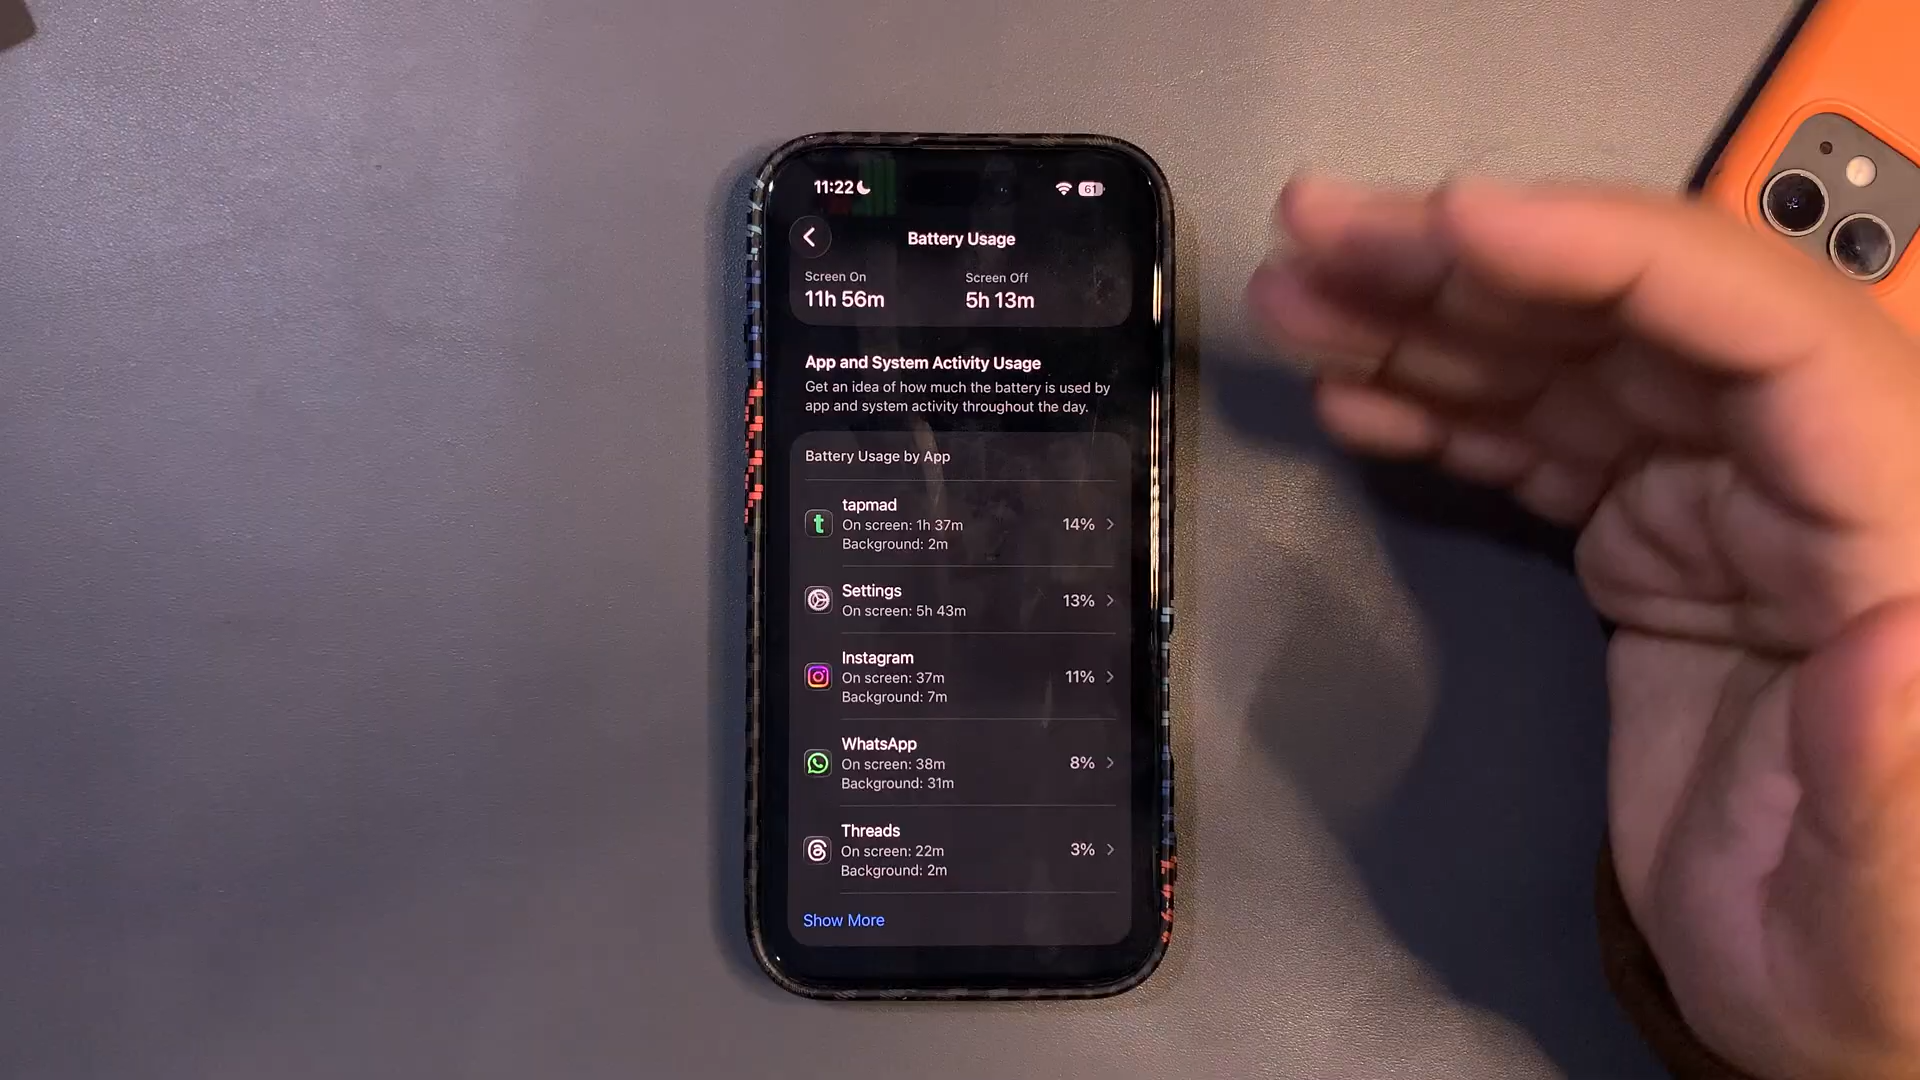 11:22
61
Battery Usage
Screen On
Screen Off
11h 56m
5h 13m
App and System Activity Usage
Get an idea of how much the battery is used by
app and system activity throughout the day.
Battery Usage by App
tapmad
On screen: 1h 37m
14%
Background: 2m
Settings
13%
On screen: 5h 43m
Instagram
On screen: 37m
11%
Background: 7m
WhatsApp
On screen: 38m
8%
Background: 31m
Threads
On screen: 22m
3%
Background: 2m
Show More